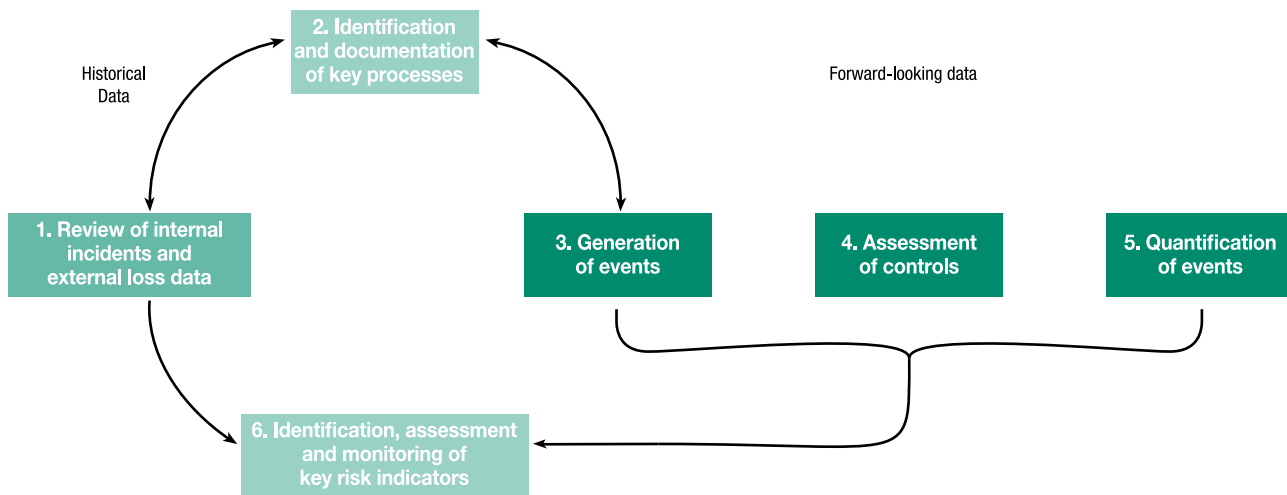 2. Identification
and documentation
of key processes
Historical
Data
Forward-looking data
1. Review of internal
incidents and
external loss data
3. Generation
of events
4. Assessment
of controls
5. Quantification
of events
6. Identification, assessment
and monitoring of
key risk indicators